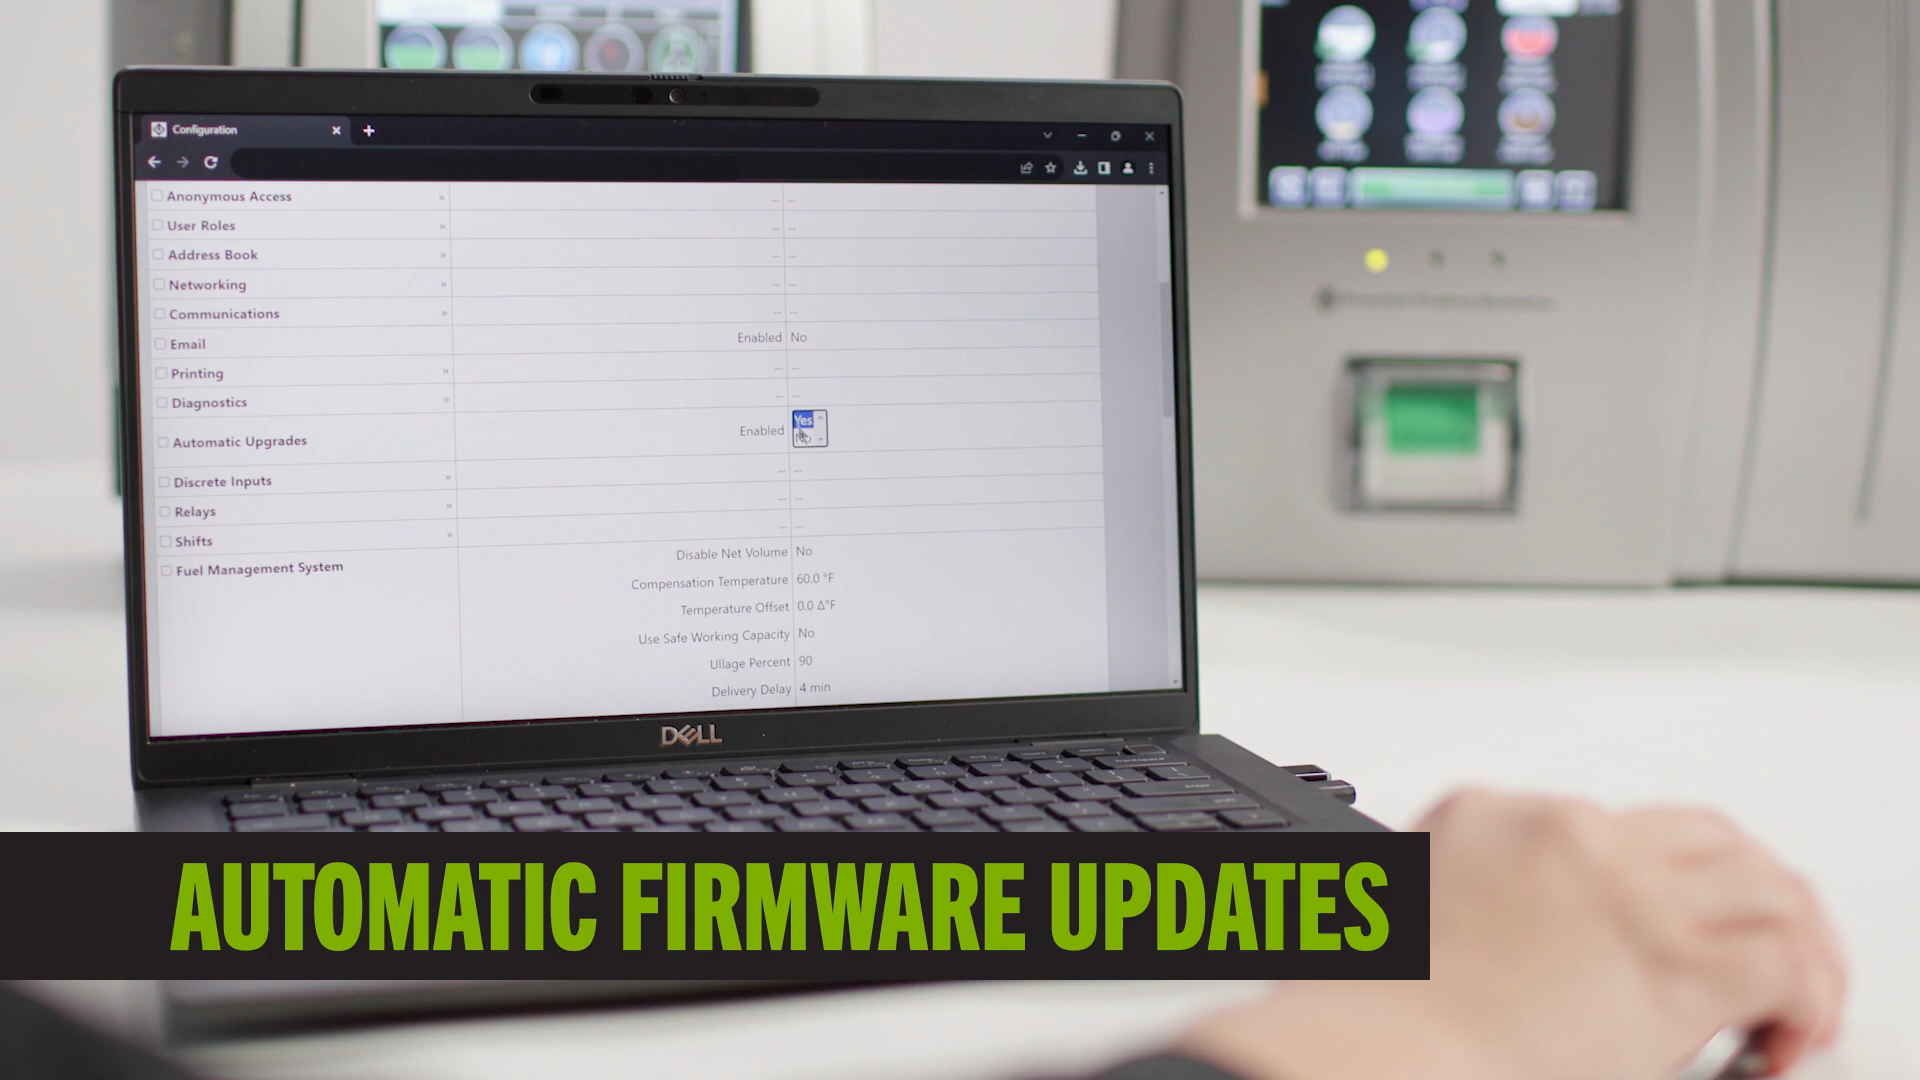 Configuration
Anonymous Access » ... ...
User Roles » ... ...
Address Book » ... ...
Networking » ... ...
Communications » ... ...
Email Enabled No
Printing » ... ...
Diagnostics » ... ...
Automatic Upgrades Enabled Yes
No
Discrete Inputs » ... ...
Relays » ... ...
Shifts » ... ...
Fuel Management System Disable Net Volume No
Compensation Temperature 60.0 °F
Temperature Offset 0.0 Δ°F
Use Safe Working Capacity No
Ullage Percent 90
Delivery Delay 4 min
DELL
AUTOMATIC FIRMWARE UPDATES